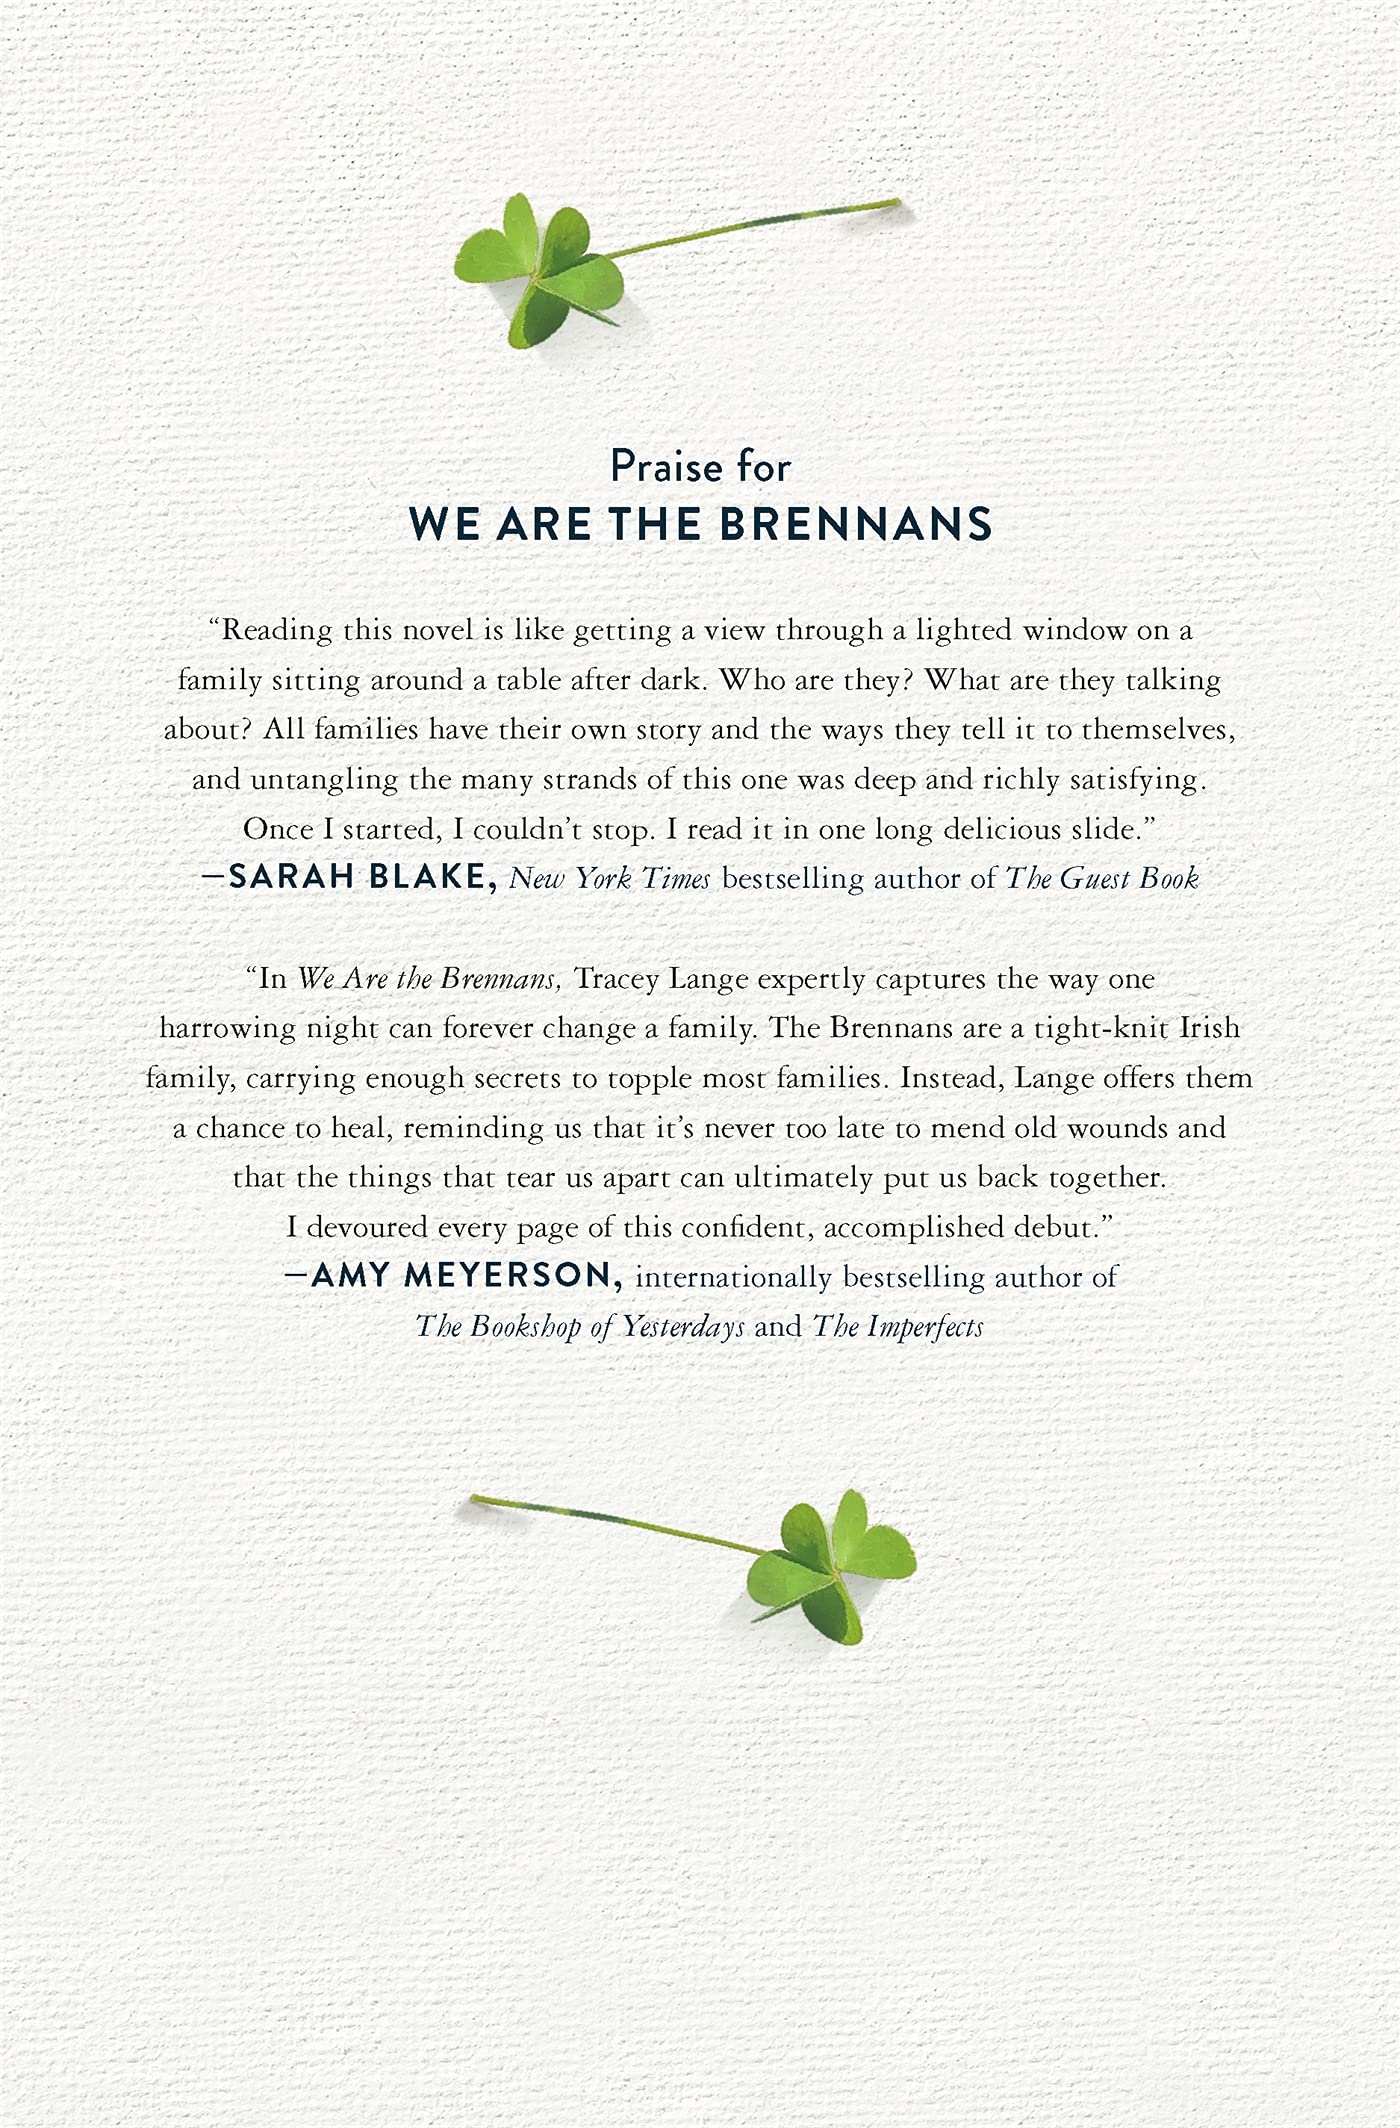 Praise for
WE ARE THE BRENNANS
“Reading this novel is like getting a view through a lighted window on a
family sitting around a table after dark. Who are they? What are they talking
about? All families have their own story and the ways they tell it to themselves,
and untangling the many strands of this one was deep and richly satisfying.
Once I started, I couldn’t stop. I read it in one long delicious slide.”
—SARAH BLAKE, New York Times bestselling author of The Guest Book
“In We Are the Brennans, Tracey Lange expertly captures the way one
harrowing night can forever change a family. The Brennans are a tight-knit Irish
family, carrying enough secrets to topple most families. Instead, Lange offers them
a chance to heal, reminding us that it’s never too late to mend old wounds and
that the things that tear us apart can ultimately put us back together.
I devoured every page of this confident, accomplished debut.”
—AMY MEYERSON, internationally bestselling author of
The Bookshop of Yesterdays and The Imperfects